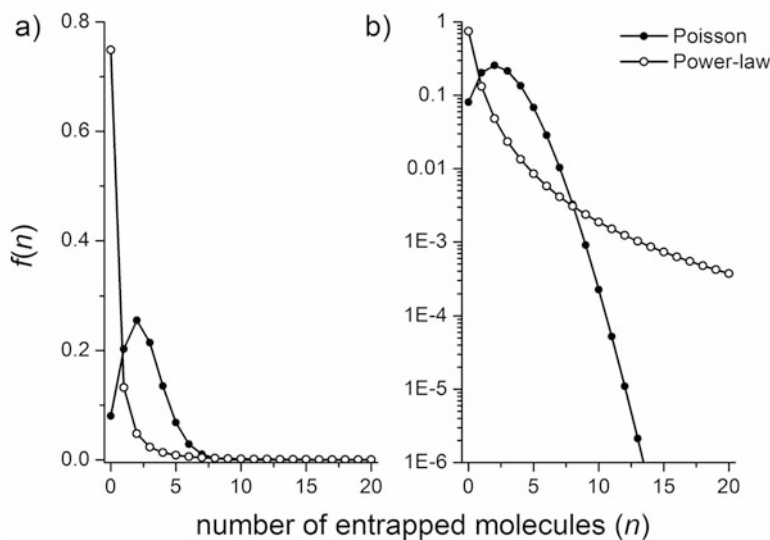 a)
0.8
0.6
0.4
0.2
0.0
f(n)
0 5 10 15 20
b)
Poisson
Power-law
1
0.1
0.01
1E-3
1E-4
1E-5
1E-6
0 5 10 15 20
number of entrapped molecules (n)